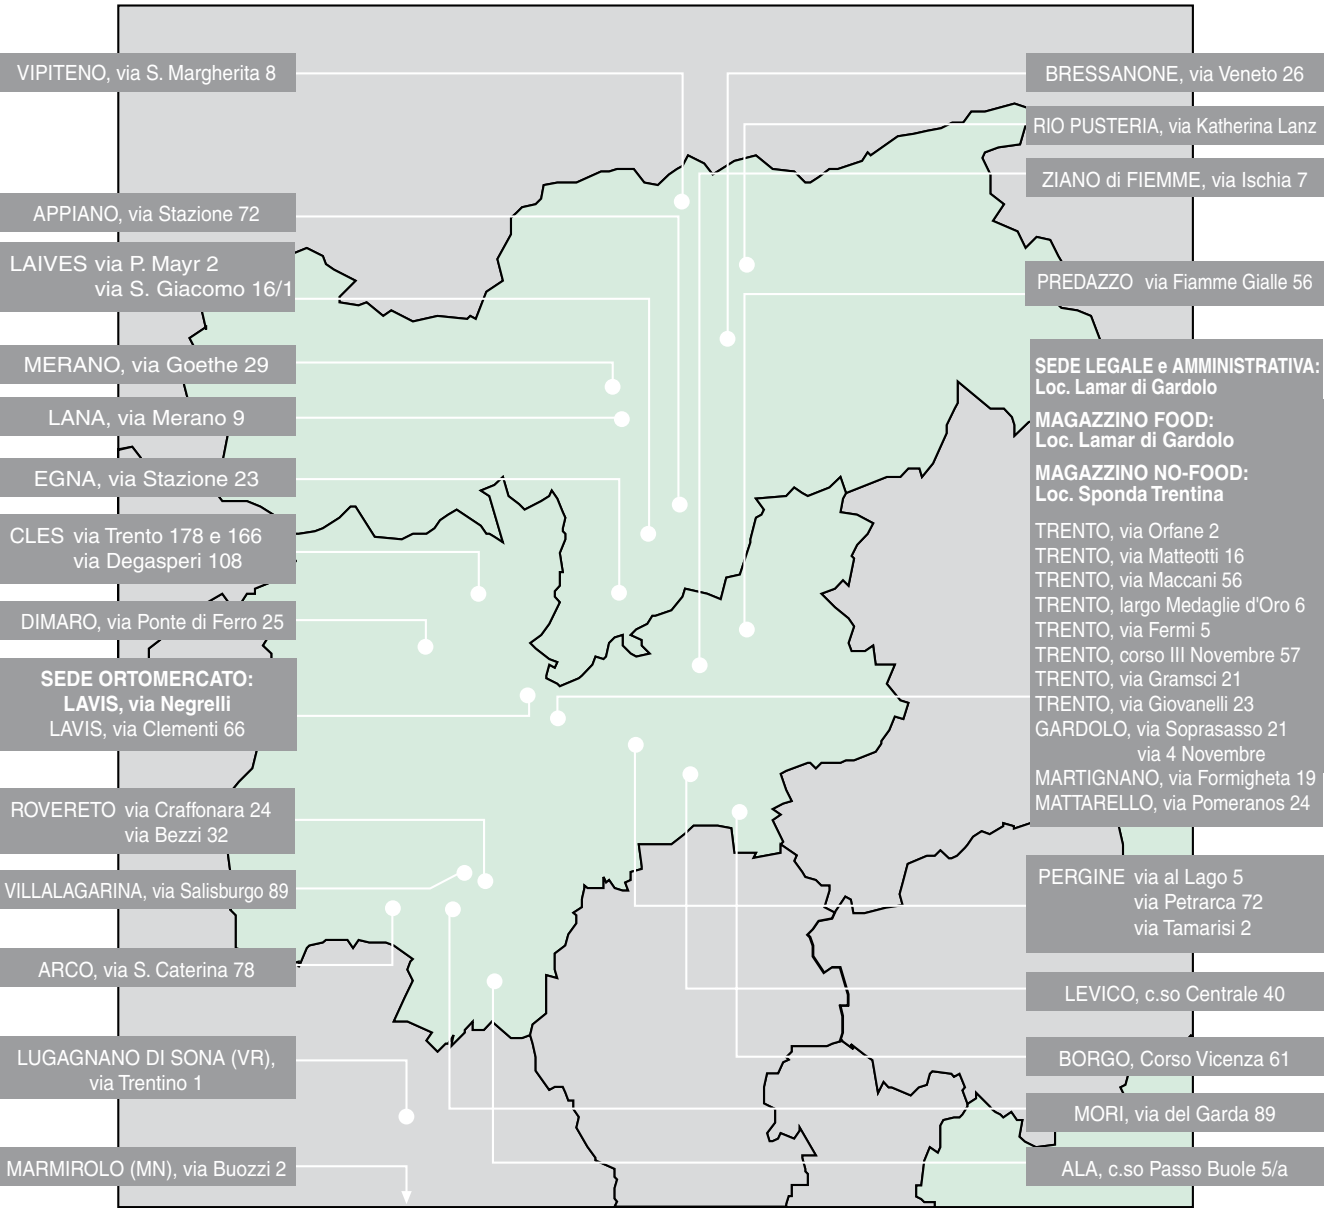 VIPITENO, via S. Margherita 8
APPIANO, via Stazione 72
LAIVES via P. Mayr 2
via S. Giacomo 16/1
MERANO, via Goethe 29
LANA, via Merano 9
EGNA, via Stazione 23
CLES via Trento 178 e 166
via Degasperi 108
DIMARO, via Ponte di Ferro 25
SEDE ORTOMERCATO:
LAVIS, via Negrelli
LAVIS, via Clementi 66
ROVERETO via Craffonara 24
via Bezzi 32
VILLALAGARINA, via Salisburgo 89
ARCO, via S. Caterina 78
LUGAGNANO DI SONA (VR),
via Trentino 1
MARMIROLO (MN), via Buozzi 2
BRESSANONE, via Veneto 26
RIO PUSTERIA, via Katherina Lanz
ZIANO di FIEMME, via Ischia 7
PREDAZZO via Fiamme Gialle 56
SEDE LEGALE e AMMINISTRATIVA:
Loc. Lamar di Gardolo
MAGAZZINO FOOD:
Loc. Lamar di Gardolo
MAGAZZINO NO-FOOD:
Loc. Sponda Trentina
TRENTO, via Orfane 2
TRENTO, via Matteotti 16
TRENTO, via Maccani 56
TRENTO, largo Medaglie d'Oro 6
TRENTO, via Fermi 5
TRENTO, corso III Novembre 57
TRENTO, via Gramsci 21
TRENTO, via Giovanelli 23
GARDOLO, via Soprasasso 21
via 4 Novembre
MARTIGNANO, via Formigheta 19
MATTARELLO, via Pomeranos 24
PERGINE via al Lago 5
via Petrarca 72
via Tamarisi 2
LEVICO, c.so Centrale 40
BORGO, Corso Vicenza 61
MORI, via del Garda 89
ALA, c.so Passo Buole 5/a